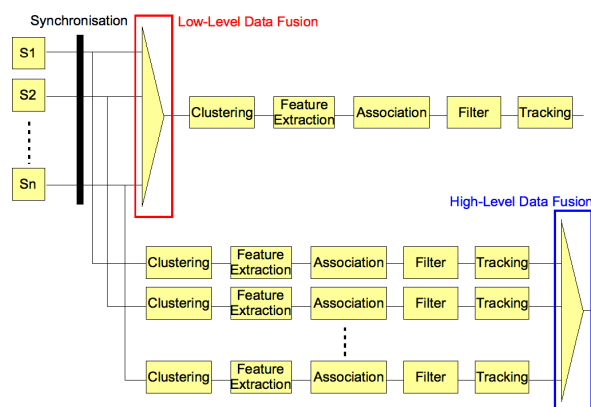 Synchronisation
Low-Level Data Fusion
S1
S2
Sn
Clustering
Feature
Extraction
Association
Filter
Tracking
High-Level Data Fusion
Clustering
Feature
Extraction
Association
Filter
Tracking
Clustering
Feature
Extraction
Association
Filter
Tracking
Clustering
Feature
Extraction
Association
Filter
Tracking